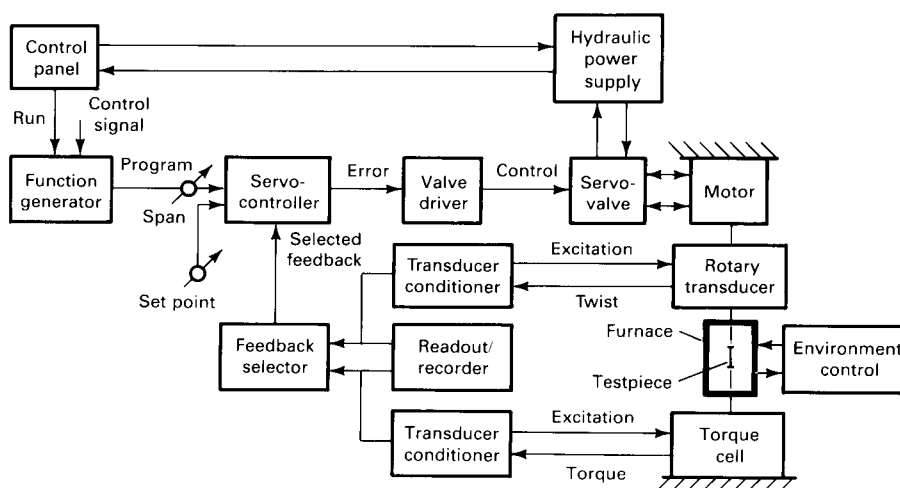 Control
panel
Hydraulic
power
supply
Run
Control
signal
Function
generator
Program
Span
Set point
Servo-
controller
Error
Valve
driver
Control
Servo-
valve
Motor
Selected
feedback
Transducer
conditioner
Excitation
Twist
Rotary
transducer
Feedback
selector
Readout/
recorder
Furnace
Testpiece
Environment
control
Transducer
conditioner
Excitation
Torque
Torque
cell